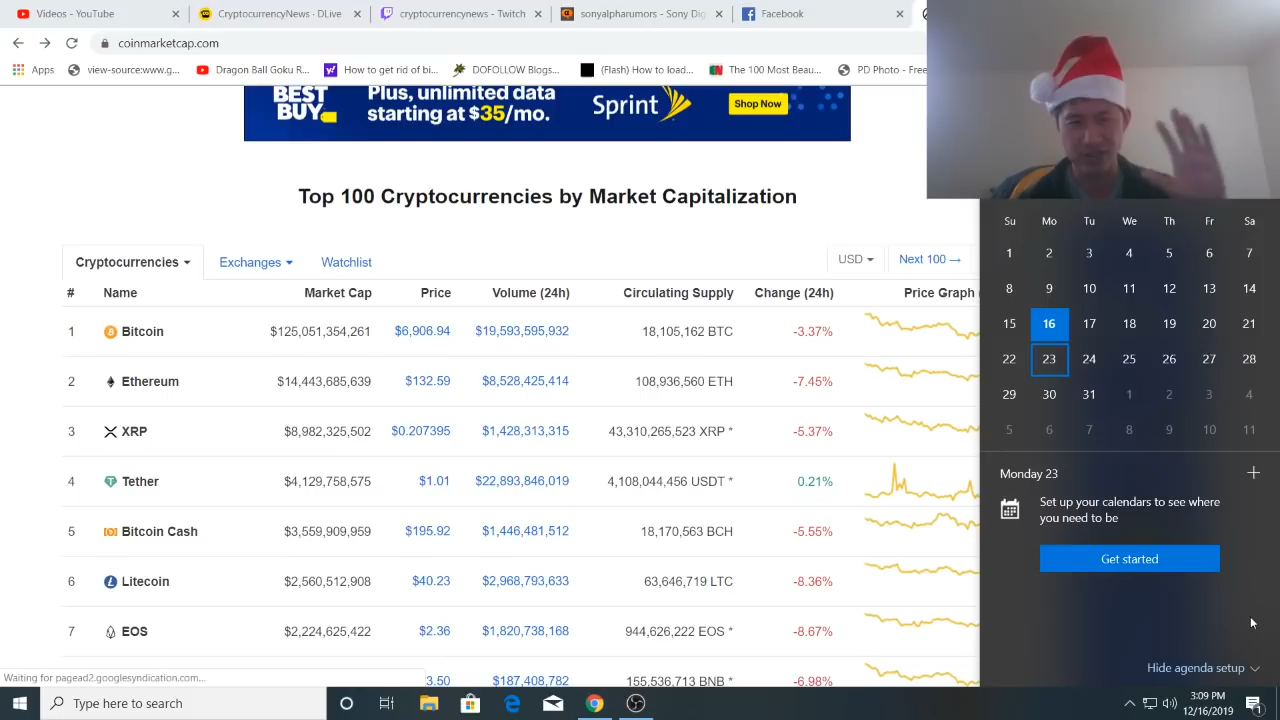 Videos - YouTube
CryptocurrencyNews · DLive
cryptocurrencynews - Twitch
sonyalpharumors - Sony Digi
Facebook
coinmarketcap.com
Apps
view-source:www.g...
Dragon Ball Goku R...
How to get rid of bi...
DOFOLLOW Blogs...
(Flash) How to load...
The 100 Most Beau...
PD Photo - Free
BEST BUY
Plus, unlimited data
starting at $35/mo.
Sprint
Shop Now
Top 100 Cryptocurrencies by Market Capitalization
Cryptocurrencies Exchanges Watchlist USD Next 100 →
# Name Market Cap Price Volume (24h) Circulating Supply Change (24h) Price Graph
1 Bitcoin $125,051,354,261 $6,906.94 $19,593,595,932 18,105,162 BTC -3.37%
2 Ethereum $14,443,685,639 $132.59 $8,528,425,414 108,936,560 ETH -7.45%
3 XRP $8,982,325,502 $0.207395 $1,428,313,315 43,310,265,523 XRP * -5.37%
4 Tether $4,129,758,575 $1.01 $22,893,846,019 4,108,044,456 USDT * 0.21%
5 Bitcoin Cash $3,559,909,959 $195.92 $1,446,481,512 18,170,563 BCH -5.55%
6 Litecoin $2,560,512,908 $40.23 $2,968,793,633 63,646,719 LTC -8.36%
7 EOS $2,224,625,422 $2.36 $1,820,738,168 944,626,222 EOS * -8.67%
3.50 $187,408,782 155,536,713 BNB * -6.98%
Waiting for pagead2.googlesyndication.com...
Su Mo Tu We Th Fr Sa
1 2 3 4 5 6 7
8 9 10 11 12 13 14
15 16 17 18 19 20 21
22 23 24 25 26 27 28
29 30 31 1 2 3 4
5 6 7 8 9 10 11
Monday 23
Set up your calendars to see where
you need to be
Get started
Hide agenda setup
Type here to search
3:09 PM
12/16/2019
1